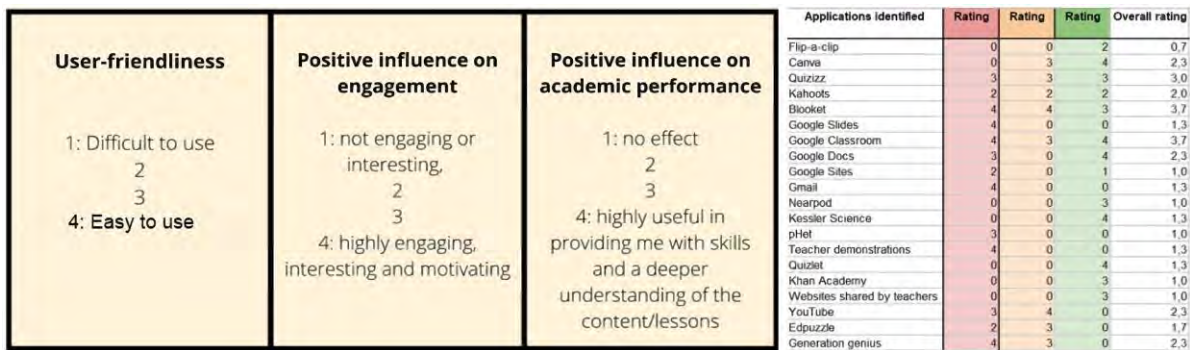 User-friendliness
1: Difficult to use
2
3
4: Easy to use
Positive influence on
engagement
1: not engaging or
interesting,
2
3
4: highly engaging,
interesting and motivating
Positive influence on
academic performance
1: no effect
2
3
4: highly useful in
providing me with skills
and a deeper
understanding of the
content/lessons
Applications identified Rating Rating Rating Overall rating
Flip-a-clip 0 0 2 0,7
Canva 0 3 4 2,3
Quizizz 3 3 3 3,0
Kahoots 2 2 2 2,0
Blooket 4 4 3 3,7
Google Slides 4 0 0 1,3
Google Classroom 4 3 4 3,7
Google Docs 3 0 4 2,3
Google Sites 2 0 1 1,0
Gmail 4 0 0 1,3
Nearpod 0 0 3 1,0
Kessler Science 0 0 4 1,3
pHet 3 0 0 1,0
Teacher demonstrations 4 0 0 1,3
Quizlet 0 0 4 1,3
Khan Academy 0 0 3 1,0
Websites shared by teachers 0 0 3 1,0
YouTube 3 4 0 2,3
Edpuzzle 2 3 0 1,7
Generation genius 4 3 0 2,3